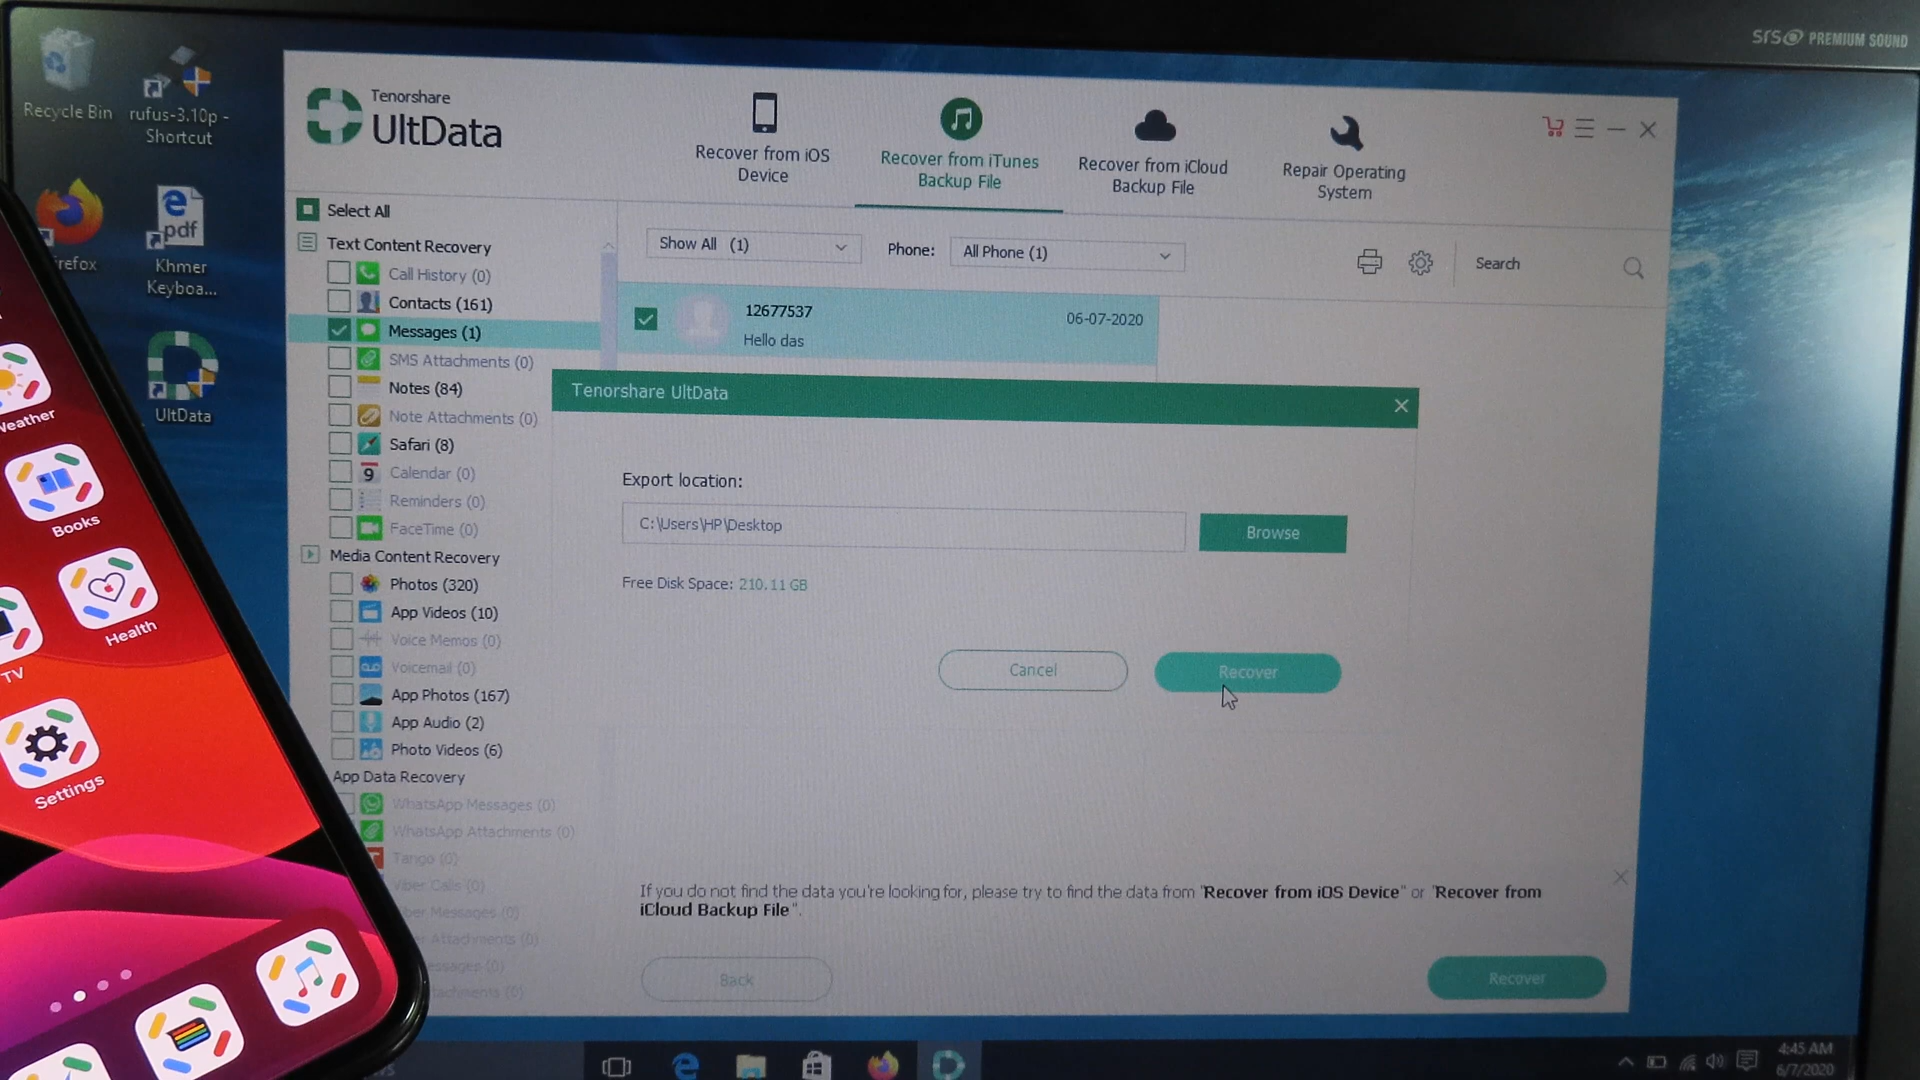 SRS PREMIUM SOUND
Recycle Bin
rufus-3.10p -
Shortcut
pdf
Khmer
Keyboa...
UltData
Weather
Books
Health
TV
Settings
Tenorshare
UltData
Recover from iOS
Device
Recover from iTunes
Backup File
Recover from iCloud
Backup File
Repair Operating
System
Select All
Text Content Recovery
Call History (0)
Contacts (161)
Messages (1)
SMS Attachments (0)
Notes (84)
Note Attachments (0)
Safari (8)
9
Calendar (0)
Reminders (0)
FaceTime (0)
Media Content Recovery
Photos (320)
App Videos (10)
Voice Memos (0)
Voicemail (0)
App Photos (167)
App Audio (2)
Photo Videos (6)
App Data Recovery
WhatsApp Messages (0)
WhatsApp Attachments (0)
Tango (0)
Viber Calls (0)
Show All (1)
Phone:
All Phone (1)
Search
12677537
06-07-2020
Hello das
Tenorshare UltData
Export location:
C:\Users\HP\Desktop
Browse
Free Disk Space: 210.11 GB
Cancel
Recover
If you do not find the data you're looking for, please try to find the data from "Recover from iOS Device" or "Recover from
iCloud Backup File".
Back
Recover
4:45 AM
6/7/2020